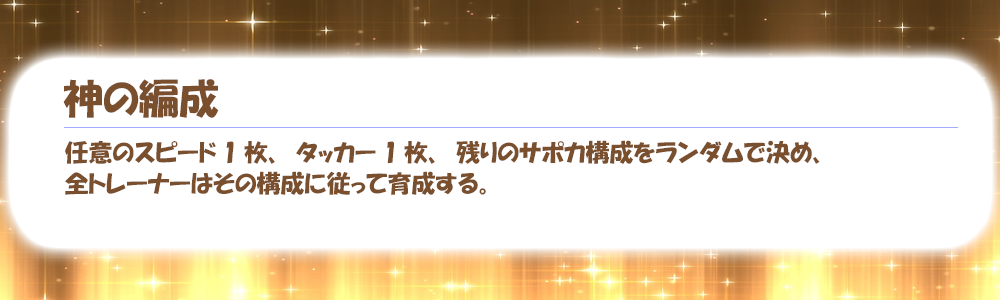 神の編成
任意のスピード1枚、タッカー1枚、残りのサポカ構成をランダムで決め、
全トレーナーはその構成に従って育成する。